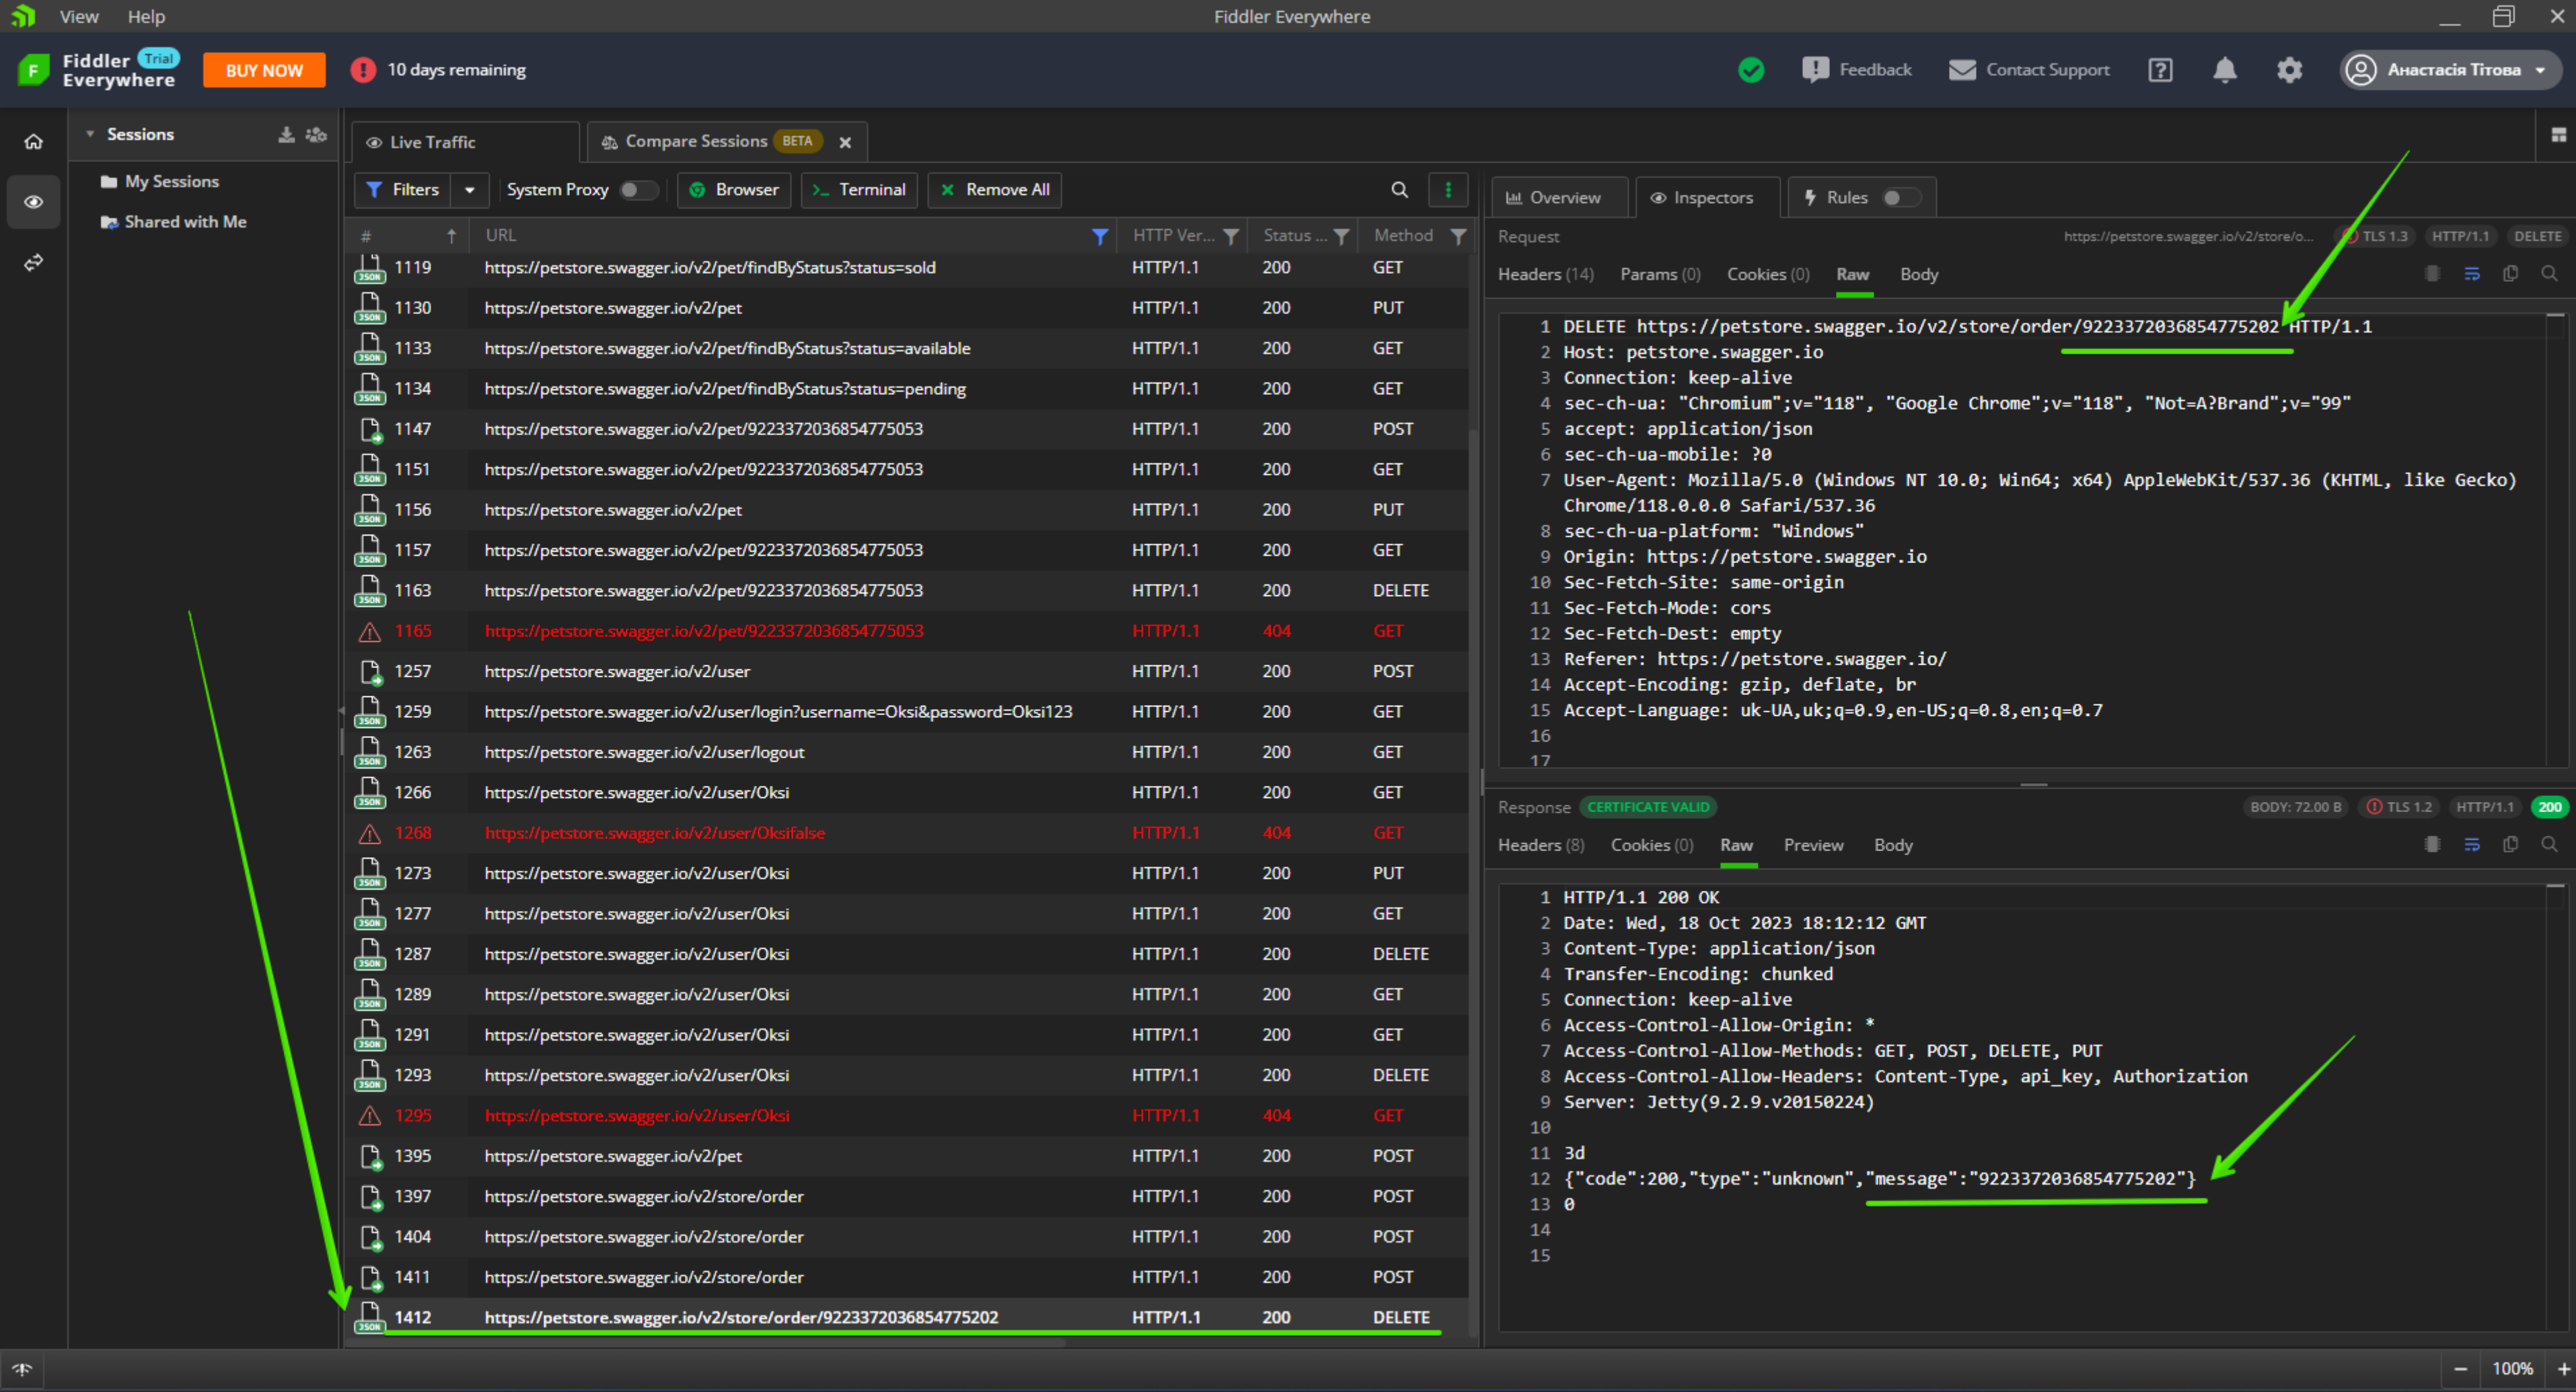 View Help
Fiddler Everywhere
Fiddler Everywhere Trial
BUY NOW
10 days remaining
Feedback
Contact Support
Анастасія Тітова
Sessions
My Sessions
Shared with Me
Live Traffic
Compare Sessions BETA
Filters
System Proxy
Browser
>_ Terminal
Remove All
# URL HTTP Ver... Status ... Method
1119 https://petstore.swagger.io/v2/pet/findByStatus?status=sold HTTP/1.1 200 GET
1130 https://petstore.swagger.io/v2/pet HTTP/1.1 200 PUT
1133 https://petstore.swagger.io/v2/pet/findByStatus?status=available HTTP/1.1 200 GET
1134 https://petstore.swagger.io/v2/pet/findByStatus?status=pending HTTP/1.1 200 GET
1147 https://petstore.swagger.io/v2/pet/9223372036854775053 HTTP/1.1 200 POST
1151 https://petstore.swagger.io/v2/pet/9223372036854775053 HTTP/1.1 200 GET
1156 https://petstore.swagger.io/v2/pet HTTP/1.1 200 PUT
1157 https://petstore.swagger.io/v2/pet/9223372036854775053 HTTP/1.1 200 GET
1163 https://petstore.swagger.io/v2/pet/9223372036854775053 HTTP/1.1 200 DELETE
1165 https://petstore.swagger.io/v2/pet/9223372036854775053 HTTP/1.1 404 GET
1257 https://petstore.swagger.io/v2/user HTTP/1.1 200 POST
1259 https://petstore.swagger.io/v2/user/login?username=Oksi&password=Oksi123 HTTP/1.1 200 GET
1263 https://petstore.swagger.io/v2/user/logout HTTP/1.1 200 GET
1266 https://petstore.swagger.io/v2/user/Oksi HTTP/1.1 200 GET
1268 https://petstore.swagger.io/v2/user/Oksifalse HTTP/1.1 404 GET
1273 https://petstore.swagger.io/v2/user/Oksi HTTP/1.1 200 PUT
1277 https://petstore.swagger.io/v2/user/Oksi HTTP/1.1 200 GET
1287 https://petstore.swagger.io/v2/user/Oksi HTTP/1.1 200 DELETE
1289 https://petstore.swagger.io/v2/user/Oksi HTTP/1.1 200 GET
1291 https://petstore.swagger.io/v2/user/Oksi HTTP/1.1 200 GET
1293 https://petstore.swagger.io/v2/user/Oksi HTTP/1.1 200 DELETE
1295 https://petstore.swagger.io/v2/user/Oksi HTTP/1.1 404 GET
1395 https://petstore.swagger.io/v2/pet HTTP/1.1 200 POST
1397 https://petstore.swagger.io/v2/store/order HTTP/1.1 200 POST
1404 https://petstore.swagger.io/v2/store/order HTTP/1.1 200 POST
1411 https://petstore.swagger.io/v2/store/order HTTP/1.1 200 POST
1412 https://petstore.swagger.io/v2/store/order/9223372036854775202 HTTP/1.1 200 DELETE
Overview
Inspectors
Rules
Request https://petstore.swagger.io/v2/store/o... TLS 1.3 HTTP/1.1 DELETE
Headers (14) Params (0) Cookies (0) Raw Body
1 DELETE https://petstore.swagger.io/v2/store/order/9223372036854775202 HTTP/1.1
2 Host: petstore.swagger.io
3 Connection: keep-alive
4 sec-ch-ua: "Chromium";v="118", "Google Chrome";v="118", "Not=A?Brand";v="99"
5 accept: application/json
6 sec-ch-ua-mobile: ?0
7 User-Agent: Mozilla/5.0 (Windows NT 10.0; Win64; x64) AppleWebKit/537.36 (KHTML, like Gecko)
Chrome/118.0.0.0 Safari/537.36
8 sec-ch-ua-platform: "Windows"
9 Origin: https://petstore.swagger.io
10 Sec-Fetch-Site: same-origin
11 Sec-Fetch-Mode: cors
12 Sec-Fetch-Dest: empty
13 Referer: https://petstore.swagger.io/
14 Accept-Encoding: gzip, deflate, br
15 Accept-Language: uk-UA,uk;q=0.9,en-US;q=0.8,en;q=0.7
16
17
Response CERTIFICATE VALID BODY: 72.00 B TLS 1.2 HTTP/1.1 200
Headers (8) Cookies (0) Raw Preview Body
1 HTTP/1.1 200 OK
2 Date: Wed, 18 Oct 2023 18:12:12 GMT
3 Content-Type: application/json
4 Transfer-Encoding: chunked
5 Connection: keep-alive
6 Access-Control-Allow-Origin: *
7 Access-Control-Allow-Methods: GET, POST, DELETE, PUT
8 Access-Control-Allow-Headers: Content-Type, api_key, Authorization
9 Server: Jetty(9.2.9.v20150224)
10
11 3d
12 {"code":200,"type":"unknown","message":"9223372036854775202"}
13 0
14
15
100%